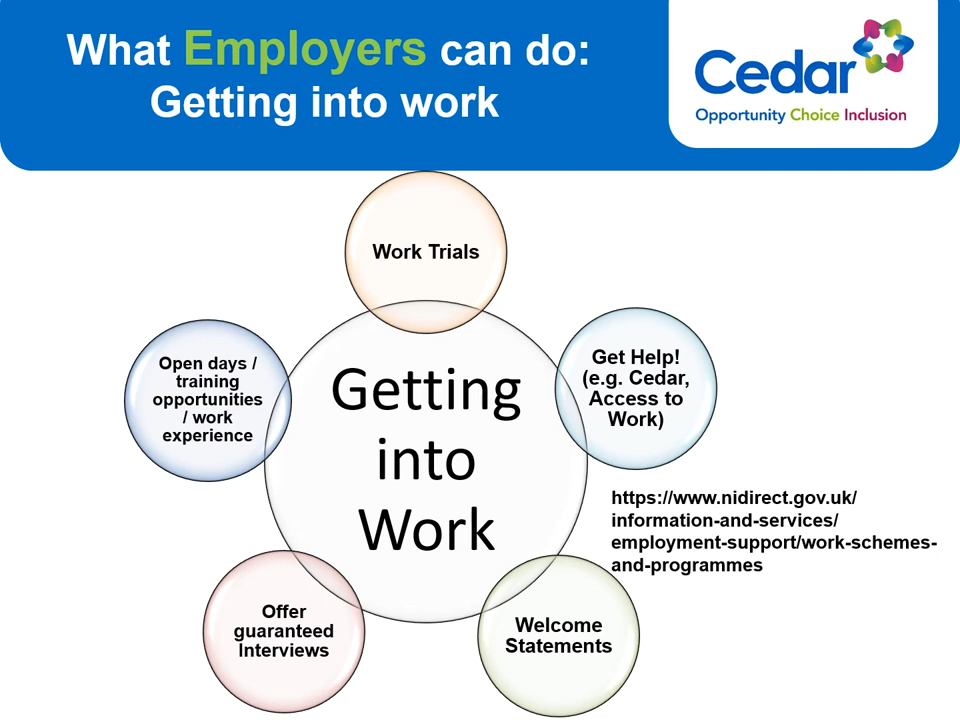 What Employers can do:
Getting into work
Cedar
Opportunity Choice Inclusion
Work Trials
Get Help!
(e.g. Cedar,
Access to
Work)
Open days /
training
opportunities
/ work
experience
Getting
into
Work
https://www.nidirect.gov.uk/
information-and-services/
employment-support/work-schemes-
and-programmes
Offer
guaranteed
Interviews
Welcome
Statements